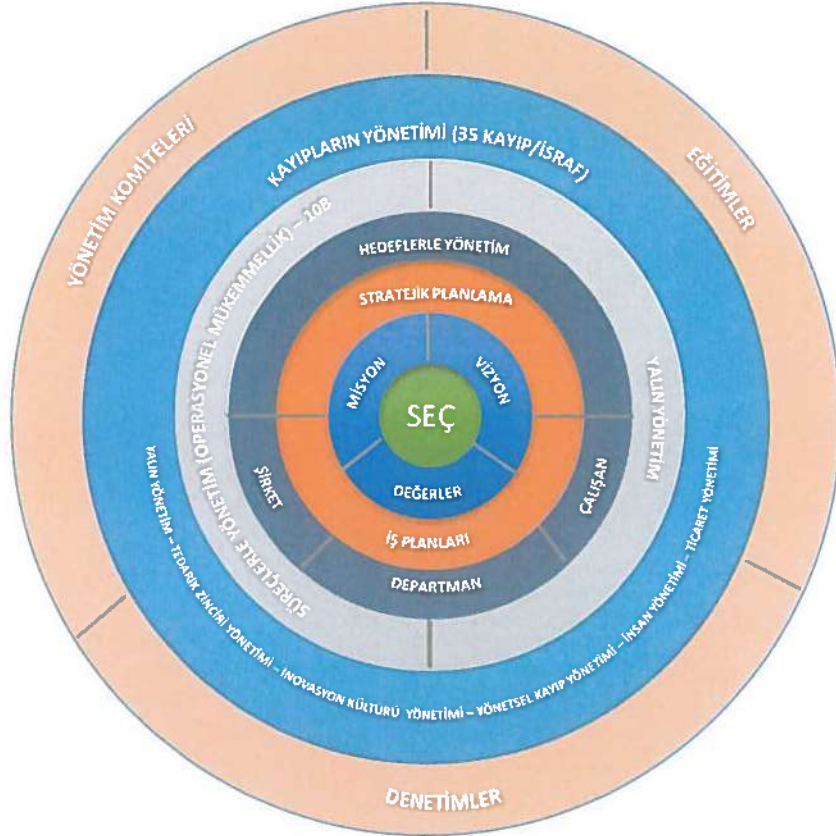 YÖNETİM KOMİTELERİ
EĞİTİMLER
KAYIPLARIN YÖNETİMİ (35 KAYIP/İSRAF)
SÜREÇLERLE YÖNETİM (OPERASYONEL MÜKEMMELLİK) – 10B
HEDEFLERLE YÖNETİM
STRATEJİK PLANLAMA
MİSYON
VİZYON
SEÇ
YALIN YÖNETİM
DEĞERLER
ŞİRKET
ÇALIŞAN
İŞ PLANLARI
DEPARTMAN
YALIN YÖNETİM – TEDARİK ZİNCİRİ YÖNETİMİ – İNOVASYON KÜLTÜRÜ YÖNETİMİ – YÖNETSEL KAYIP YÖNETİMİ – İNSAN YÖNETİMİ – TİCARET YÖNETİMİ
DENETİMLER